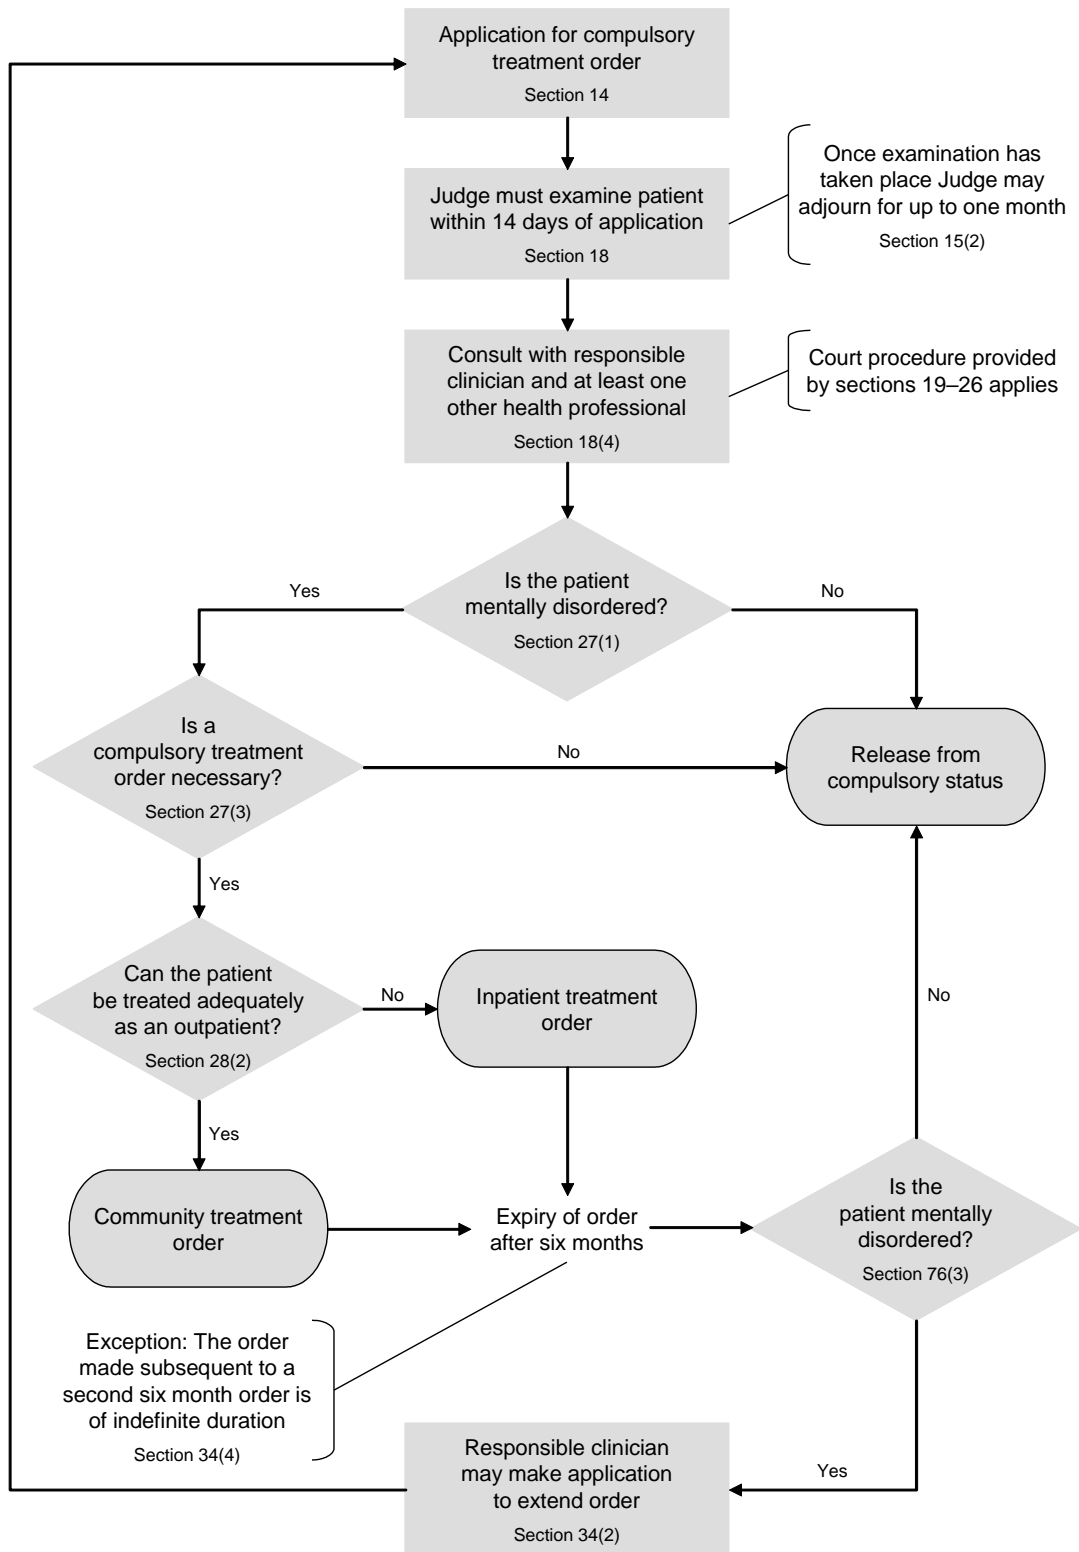 Application for compulsory
treatment order
Section 14
Judge must examine patient
within 14 days of application
Section 18
Once examination has
taken place Judge may
adjourn for up to one month
Section 15(2)
Consult with responsible
clinician and at least one
other health professional
Section 18(4)
Court procedure provided
by sections 19–26 applies
Is the patient
mentally disordered?
Section 27(1)
Yes
No
Is a
compulsory treatment
order necessary?
Section 27(3)
No
Release from
compulsory status
Yes
Can the patient
be treated adequately
as an outpatient?
Section 28(2)
No
Inpatient treatment
order
No
Yes
Community treatment
order
Expiry of order
after six months
Is the
patient mentally
disordered?
Section 76(3)
Exception: The order
made subsequent to a
second six month order is
of indefinite duration
Section 34(4)
Responsible clinician
may make application
to extend order
Section 34(2)
Yes